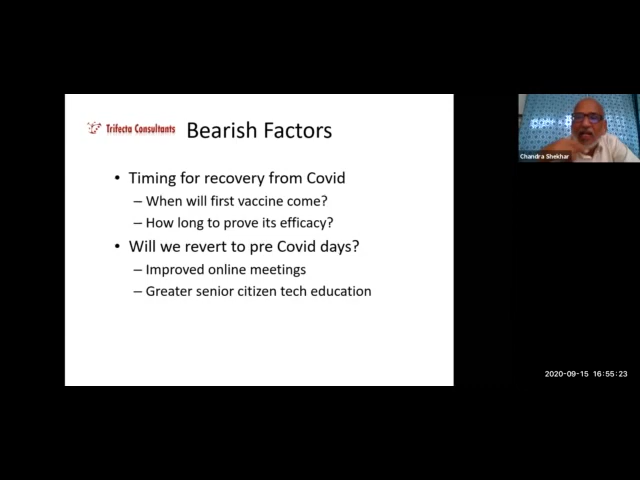 Trifecta Consultants
Bearish Factors
• Timing for recovery from Covid
– When will first vaccine come?
– How long to prove its efficacy?
• Will we revert to pre Covid days?
– Improved online meetings
– Greater senior citizen tech education
Chandra Shekhar
2020-09-15 16:55:23